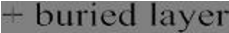 + buried layer